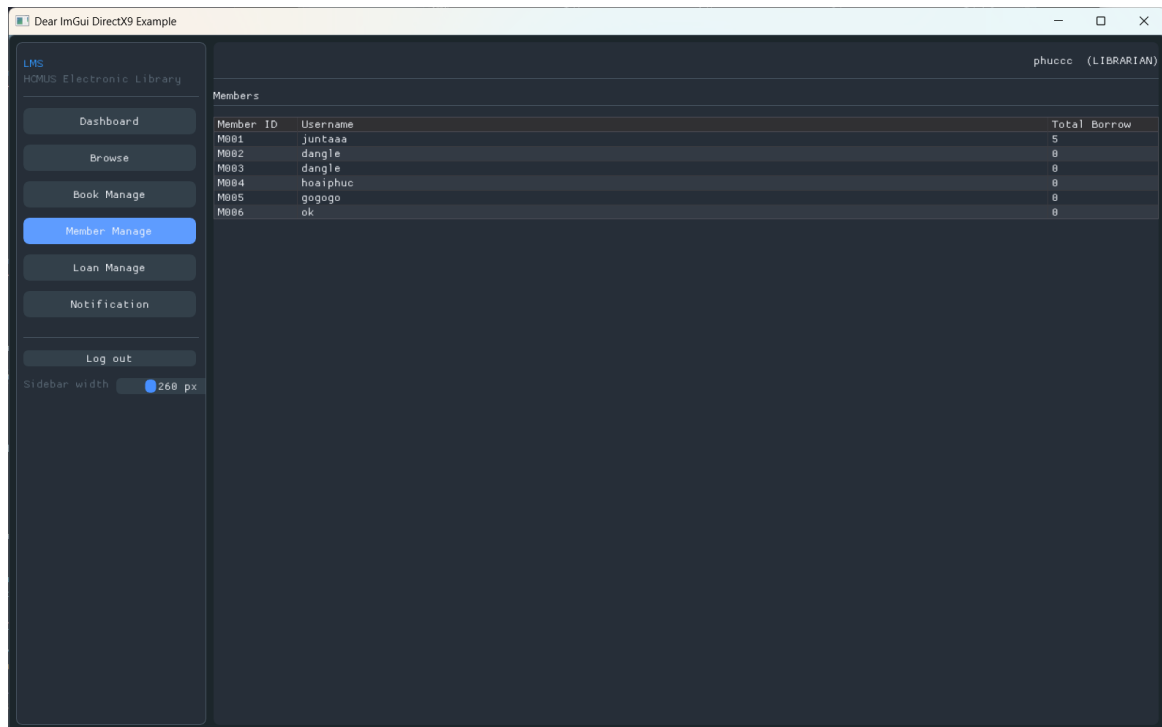 Dear ImGui DirectX9 Example
LMS
HCMUS Electronic Library
Dashboard
Browse
Book Manage
Member Manage
Loan Manage
Notification
Log out
Sidebar width 260 px
phuccc (LIBRARIAN)
Members
Member ID Username Total Borrow
M001 juntaaa 5
M002 dangle 0
M003 dangle 0
M004 hoaiphuc 0
M005 gogogo 0
M006 ok 0